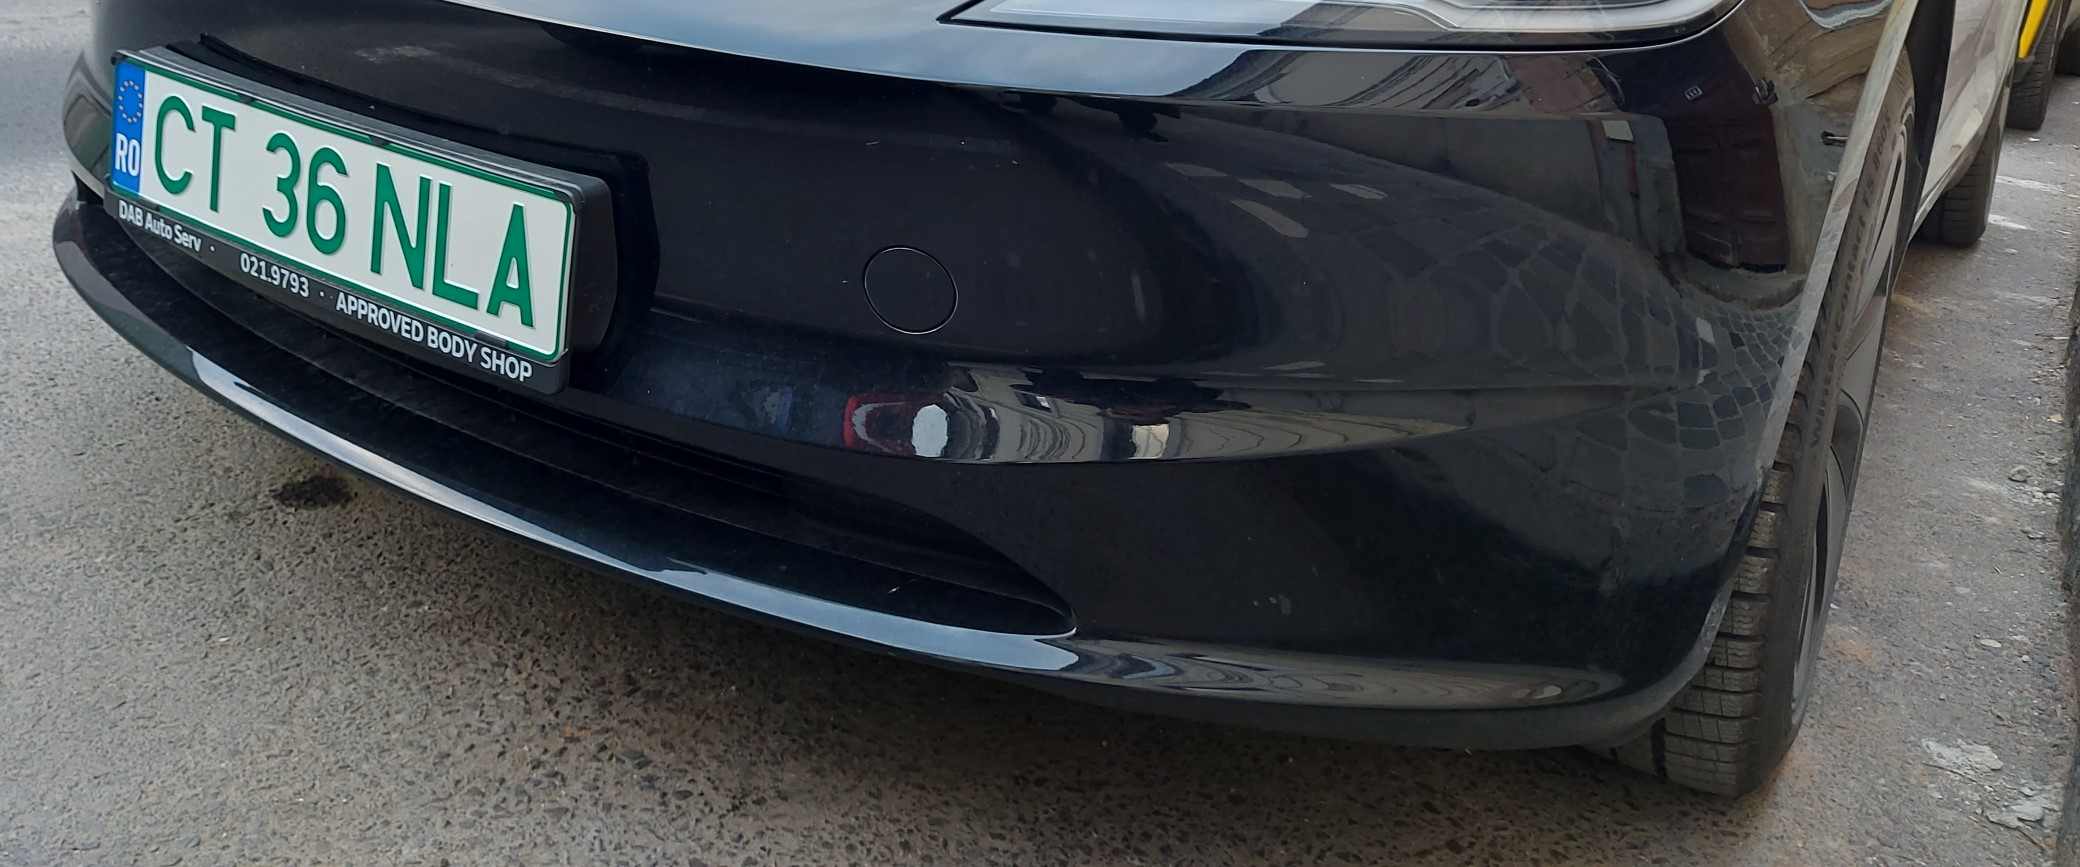 RO
CT 36 NLA
DAB Auto Serv · 021.9793 · APPROVED BODY SHOP